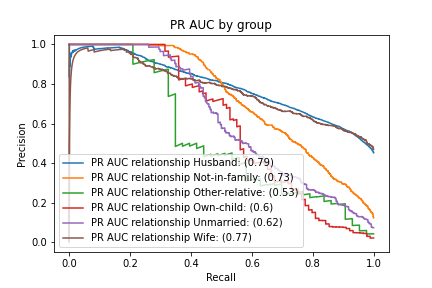 PR AUC by group
1.0
0.8
0.6
0.4
0.2
0.0
Precision
PR AUC relationship Husband: (0.79)
PR AUC relationship Not-in-family: (0.73)
PR AUC relationship Other-relative: (0.53)
PR AUC relationship Own-child: (0.6)
PR AUC relationship Unmarried: (0.62)
PR AUC relationship Wife: (0.77)
0.0 0.2 0.4 0.6 0.8 1.0
Recall